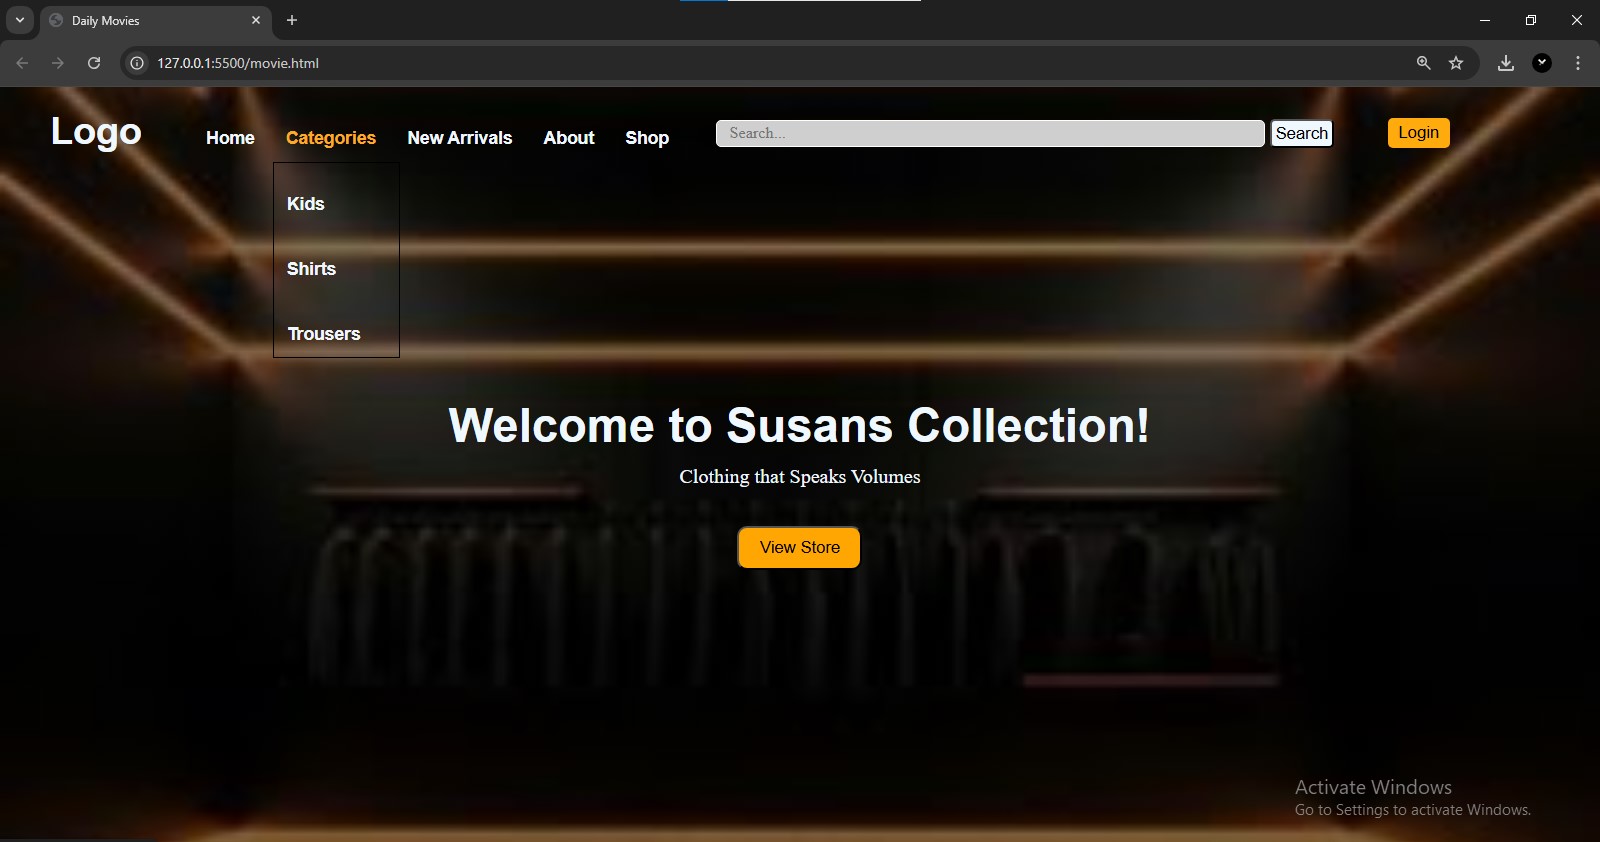 Daily Movies
127.0.0.1:5500/movie.html
Logo
Home Categories New Arrivals About Shop Search... Search Login
Kids
Shirts
Trousers
Welcome to Susans Collection!
Clothing that Speaks Volumes
View Store
Activate Windows
Go to Settings to activate Windows.